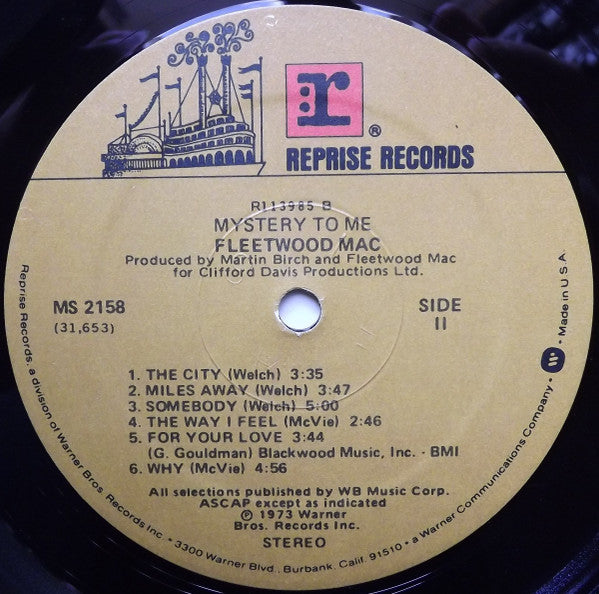 r ®
REPRISE RECORDS
R113985 B
MYSTERY TO ME
FLEETWOOD MAC
Produced by Martin Birch and Fleetwood Mac
for Clifford Davis Productions Ltd.
MS 2158
(31,653)
SIDE
II
1. THE CITY (Welch) 3:35
2. MILES AWAY (Welch) 3:47
3. SOMEBODY (Welch) 5:00
4. THE WAY I FEEL (McVie) 2:46
5. FOR YOUR LOVE 3:44
(G. Gouldman) Blackwood Music, Inc. - BMI
6. WHY (McVie) 4:56
All selections published by WB Music Corp.
ASCAP except as indicated
℗ 1973 Warner
Bros. Records Inc.
STEREO
Reprise Records, a division of Warner Bros. Records Inc. • 3300 Warner Blvd., Burbank, Calif. 91510 • a Warner Communications Company. • W • Made in U.S.A.